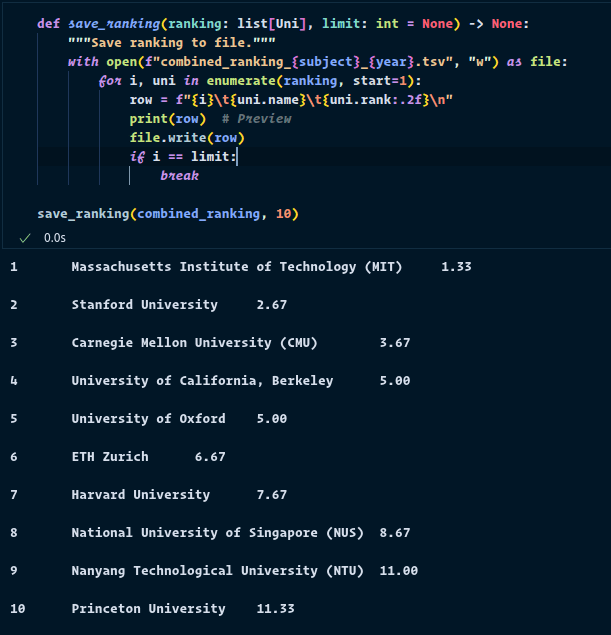 def save_ranking(ranking: list[Uni], limit: int = None) -> None:
"""Save ranking to file."""
with open(f"combined_ranking_{subject}_{year}.tsv", "w") as file:
for i, uni in enumerate(ranking, start=1):
row = f"{i}\t{uni.name}\t{uni.rank:.2f}\n"
print(row)  # Preview
file.write(row)
if i == limit:
break
save_ranking(combined_ranking, 10)
0.0s
1 Massachusetts Institute of Technology (MIT) 1.33
2 Stanford University 2.67
3 Carnegie Mellon University (CMU) 3.67
4 University of California, Berkeley 5.00
5 University of Oxford 5.00
6 ETH Zurich 6.67
7 Harvard University 7.67
8 National University of Singapore (NUS) 8.67
9 Nanyang Technological University (NTU) 11.00
10 Princeton University 11.33